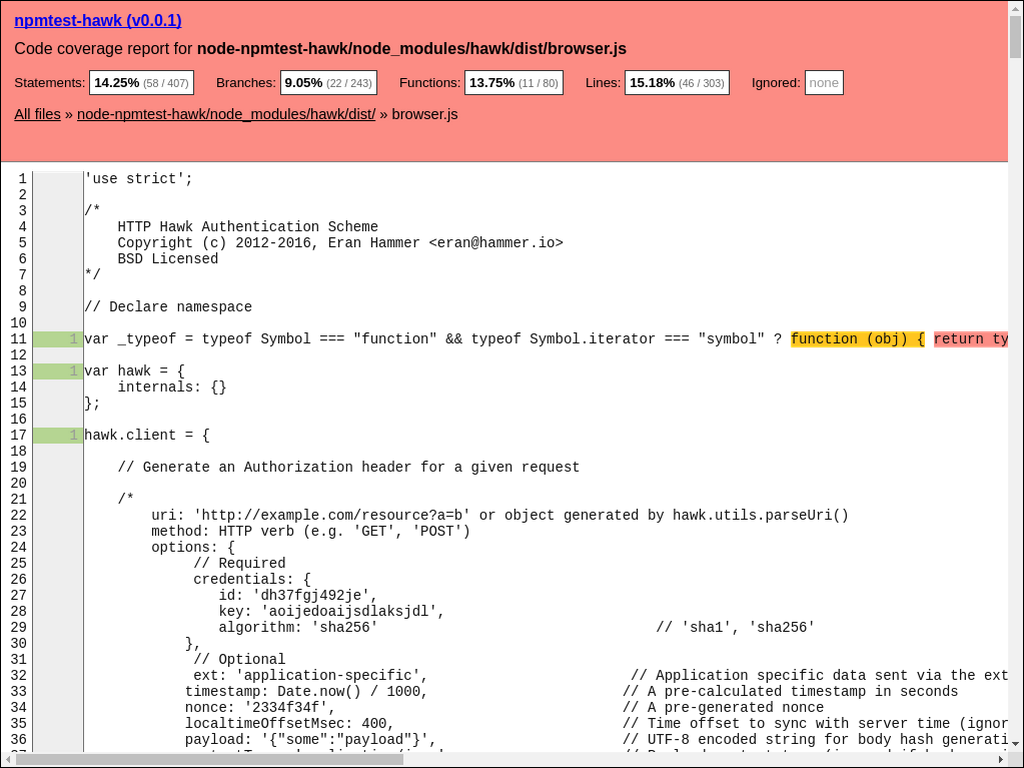 npmtest-hawk (v0.0.1)
Code coverage report for node-npmtest-hawk/node_modules/hawk/dist/browser.js
Statements: 14.25% (58 / 407) Branches: 9.05% (22 / 243) Functions: 13.75% (11 / 80) Lines: 15.18% (46 / 303) Ignored: none
All files » node-npmtest-hawk/node_modules/hawk/dist/ » browser.js
1 'use strict';
2
3 /*
4     HTTP Hawk Authentication Scheme
5     Copyright (c) 2012-2016, Eran Hammer <eran@hammer.io>
6     BSD Licensed
7 */
8
9 // Declare namespace
10
11 1 var _typeof = typeof Symbol === "function" && typeof Symbol.iterator === "symbol" ? function (obj) { return ty
12
13 1 var hawk = {
14     internals: {}
15 };
16
17 1 hawk.client = {
18
19     // Generate an Authorization header for a given request
20
21     /*
22         uri: 'http://example.com/resource?a=b' or object generated by hawk.utils.parseUri()
23         method: HTTP verb (e.g. 'GET', 'POST')
24         options: {
25              // Required
26              credentials: {
27                 id: 'dh37fgj492je',
28                 key: 'aoijedoaijsdlaksjdl',
29                 algorithm: 'sha256'                                 // 'sha1', 'sha256'
30             },
31              // Optional
32              ext: 'application-specific',                        // Application specific data sent via the ext
33             timestamp: Date.now() / 1000,                       // A pre-calculated timestamp in seconds
34             nonce: '2334f34f',                                  // A pre-generated nonce
35             localtimeOffsetMsec: 400,                           // Time offset to sync with server time (ignor
36             payload: '{"some":"payload"}',                      // UTF-8 encoded string for body hash generati